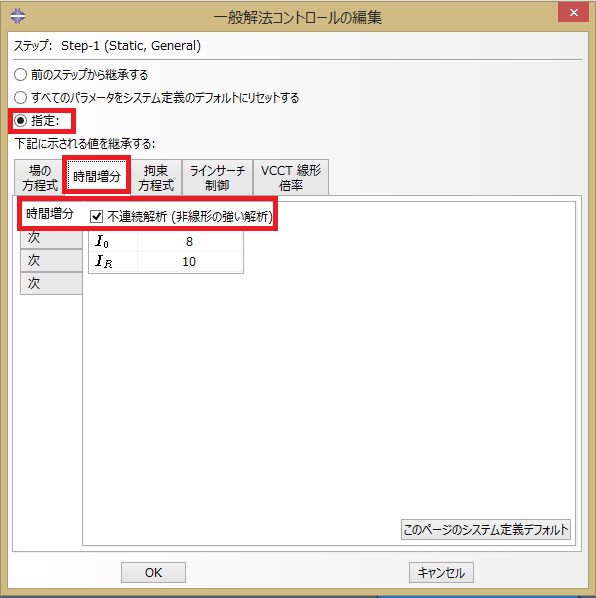 一般解法コントロールの編集
ステップ: Step-1 (Static, General)
前のステップから継承する
すべてのパラメータをシステム定義のデフォルトにリセットする
指定:
下記に示される値を継承する:
場の
方程式
時間増分
拘束
方程式
ラインサーチ
制御
VCCT 線形
倍率
時間増分
不連続解析 (非線形の強い解析)
次
I0 8
次
IR 10
次
このページのシステム定義デフォルト
OK
キャンセル